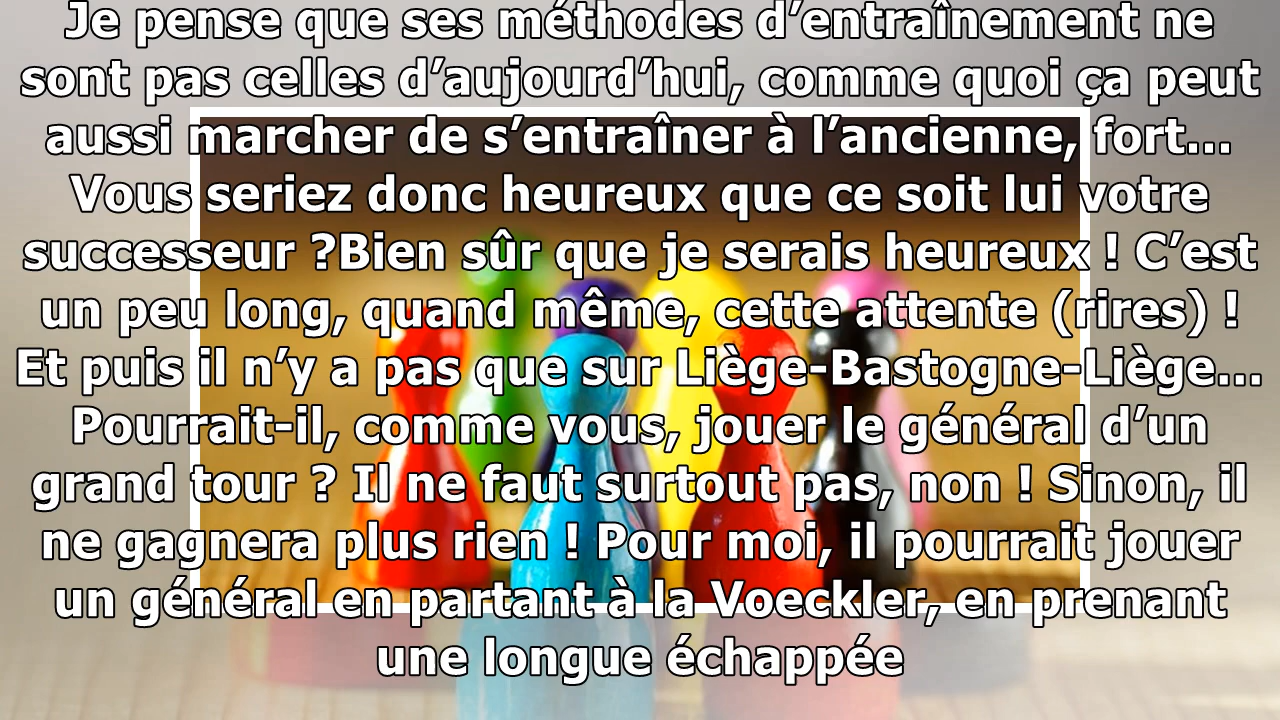 Je pense que ses méthodes d’entraînement ne
sont pas celles d’aujourd’hui, comme quoi ça peut
aussi marcher de s’entraîner à l’ancienne, fort...
Vous seriez donc heureux que ce soit lui votre
successeur ?Bien sûr que je serais heureux ! C’est
un peu long, quand même, cette attente (rires) !
Et puis il n’y a pas que sur Liège-Bastogne-Liège...
Pourrait-il, comme vous, jouer le général d’un
grand tour ? Il ne faut surtout pas, non ! Sinon, il
ne gagnera plus rien ! Pour moi, il pourrait jouer
un général en partant à la Voeckler, en prenant
une longue échappée